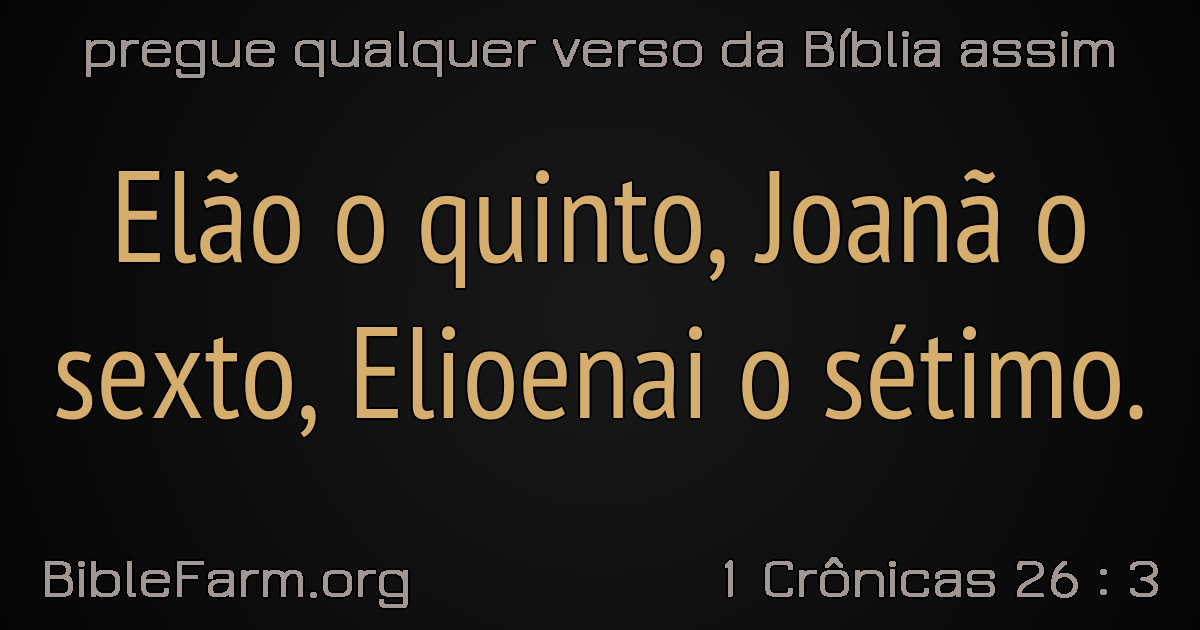 pregue qualquer verso da Bíblia assim
Elão o quinto, Joanã o
sexto, Elioenai o sétimo.
BibleFarm.org
1 Crônicas 26 : 3